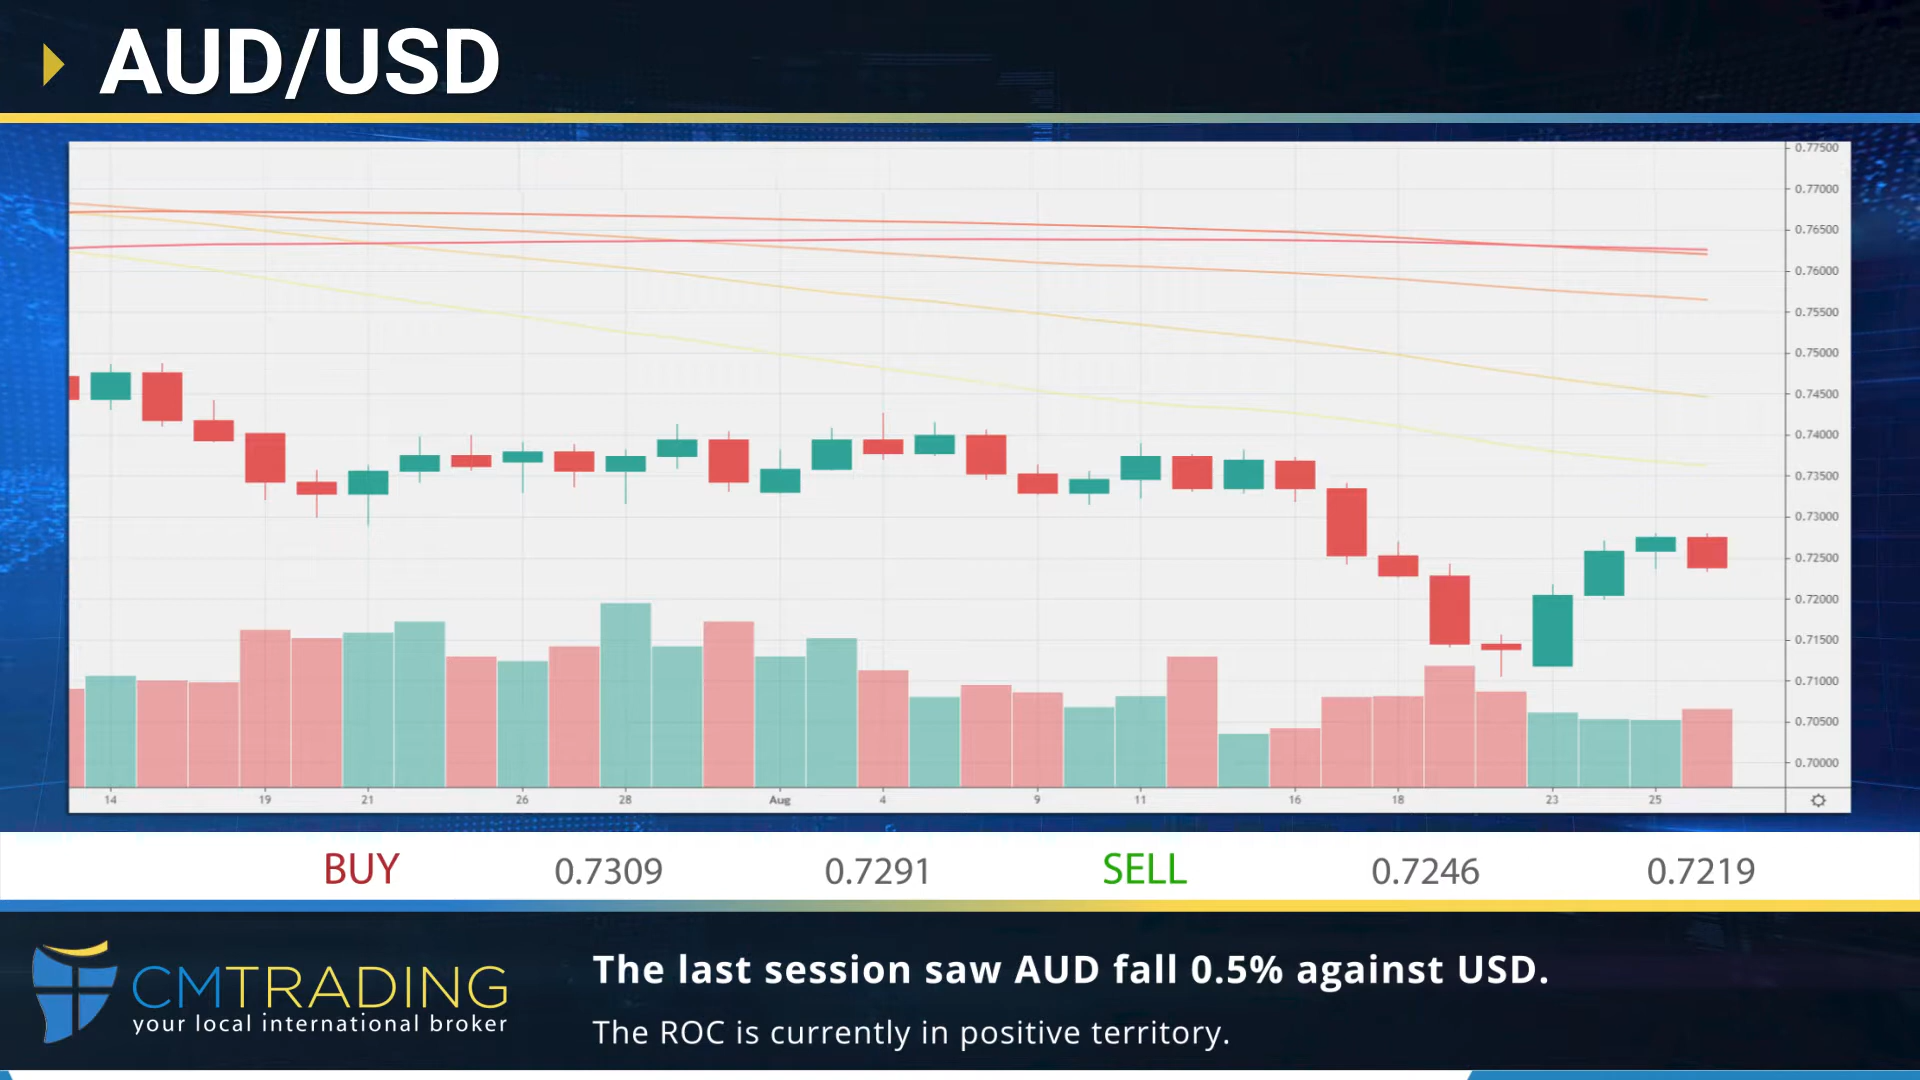 AUD/USD
0.77500
0.77000
0.76500
0.76000
0.75500
0.75000
0.74500
0.74000
0.73500
0.73000
0.72500
0.72000
0.71500
0.71000
0.70500
0.70000
14 19 21 26 28 Aug 4 9 11 16 18 23 25
BUY 0.7309 0.7291 SELL 0.7246 0.7219
CMTRADING
your local international broker
The last session saw AUD fall 0.5% against USD.
The ROC is currently in positive territory.